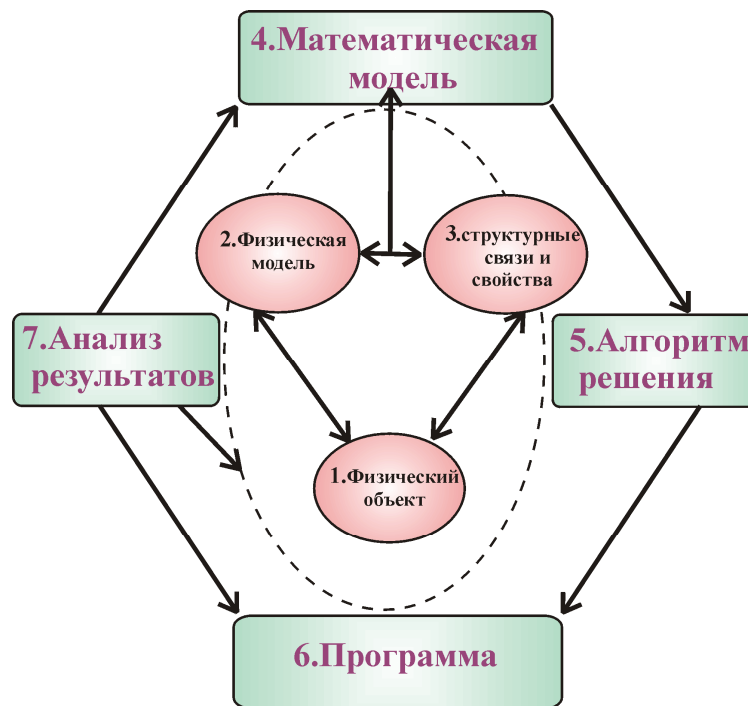 4.Математическая
модель
2.Физическая
модель
3.структурные
связи и
свойства
7.Анализ
результатов
5.Алгоритм
решения
1.Физический
объект
6.Программа